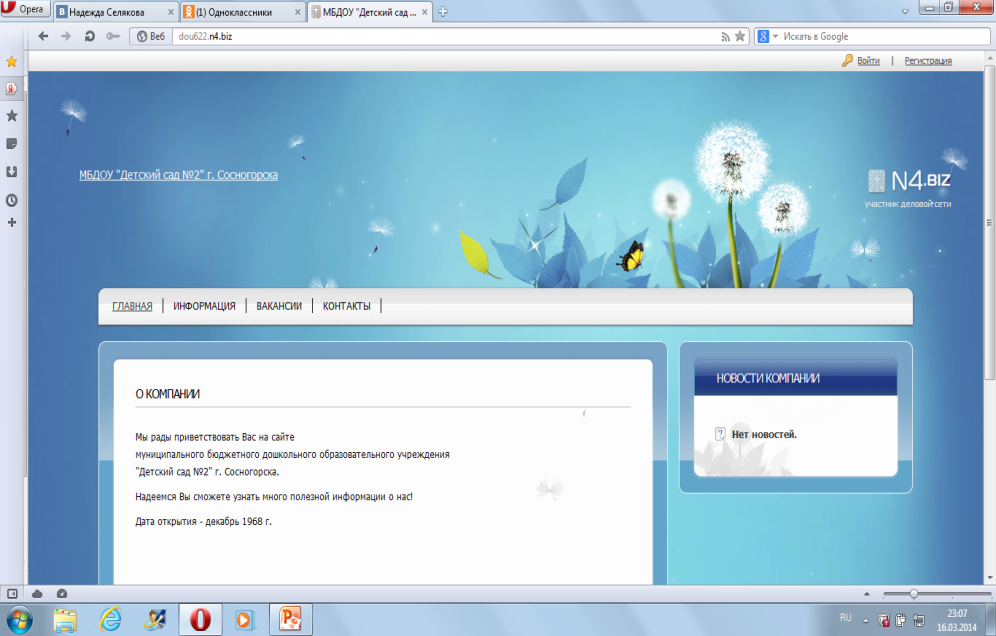 Opera
Надежда Селякова
(1) Одноклассники
МБДОУ "Детский сад ...
Веб
dou622.n4.biz
Искать в Google
Войти | Регистрация
МБДОУ "Детский сад №2" г. Сосногорска
N4.BIZ
участник деловой сети
ГЛАВНАЯ | ИНФОРМАЦИЯ | ВАКАНСИИ | КОНТАКТЫ |
О КОМПАНИИ
Мы рады приветствовать Вас на сайте
муниципального бюджетного дошкольного образовательного учреждения
"Детский сад №2" г. Сосногорска.
Надеемся Вы сможете узнать много полезной информации о нас!
Дата открытия - декабрь 1968 г.
НОВОСТИ КОМПАНИИ
Нет новостей.
RU
23:07
16.03.2014